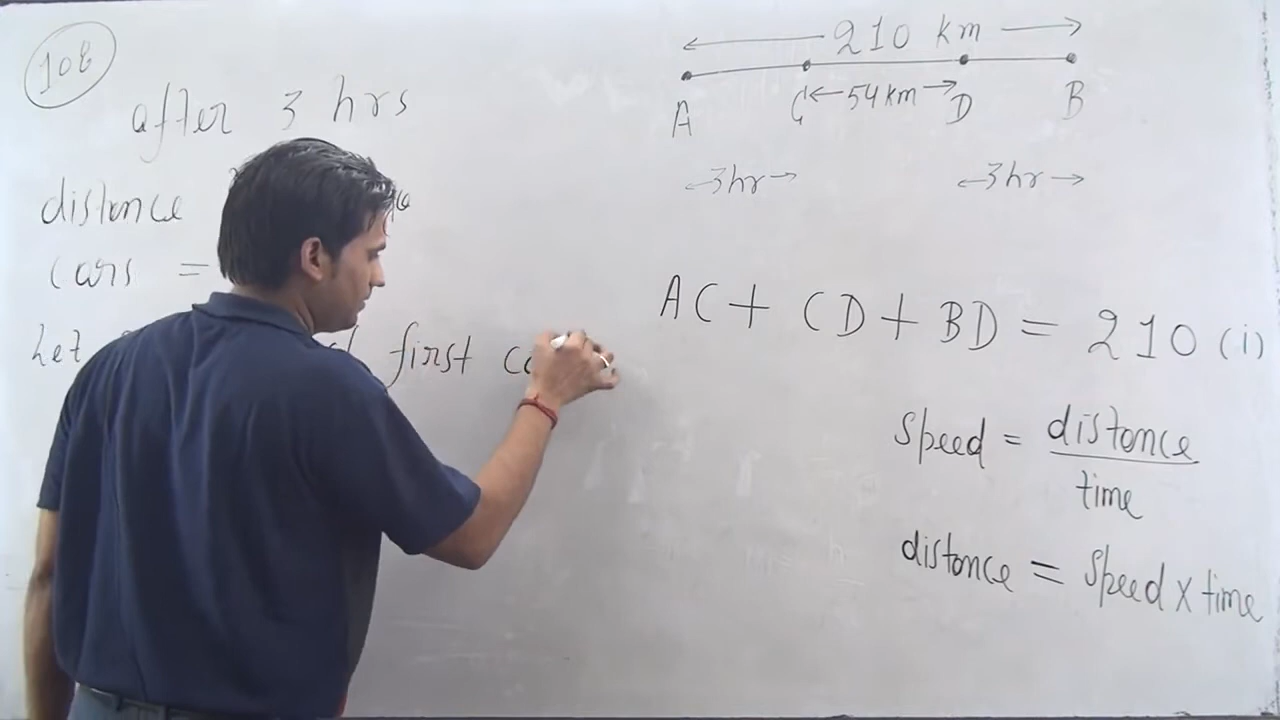 108
after 3 hrs
distance
cars =
Let first
210 km
54 km
A C D B
3hr 3hr
AC + CD + BD = 210 (i)
speed = distance
time
distance = speed x time